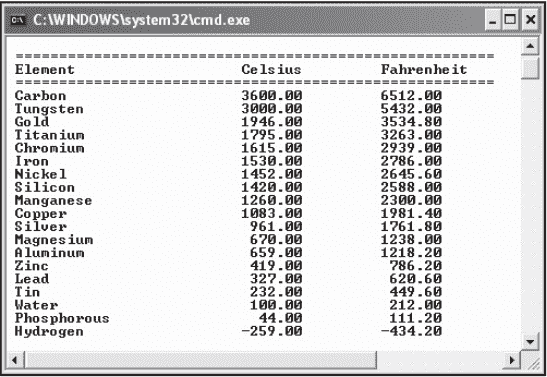 C:\WINDOWS\system32\cmd.exe
==================================================
Element Celsius Fahrenheit
==================================================
Carbon 3600.00 6512.00
Tungsten 3000.00 5432.00
Gold 1946.00 3534.80
Titanium 1795.00 3263.00
Chromium 1615.00 2939.00
Iron 1530.00 2786.00
Nickel 1452.00 2645.60
Silicon 1420.00 2588.00
Manganese 1260.00 2300.00
Copper 1083.00 1981.40
Silver 961.00 1761.80
Magnesium 670.00 1238.00
Aluminum 659.00 1218.20
Zinc 419.00 786.20
Lead 327.00 620.60
Tin 232.00 449.60
Water 100.00 212.00
Phosphorous 44.00 111.20
Hydrogen -259.00 -434.20